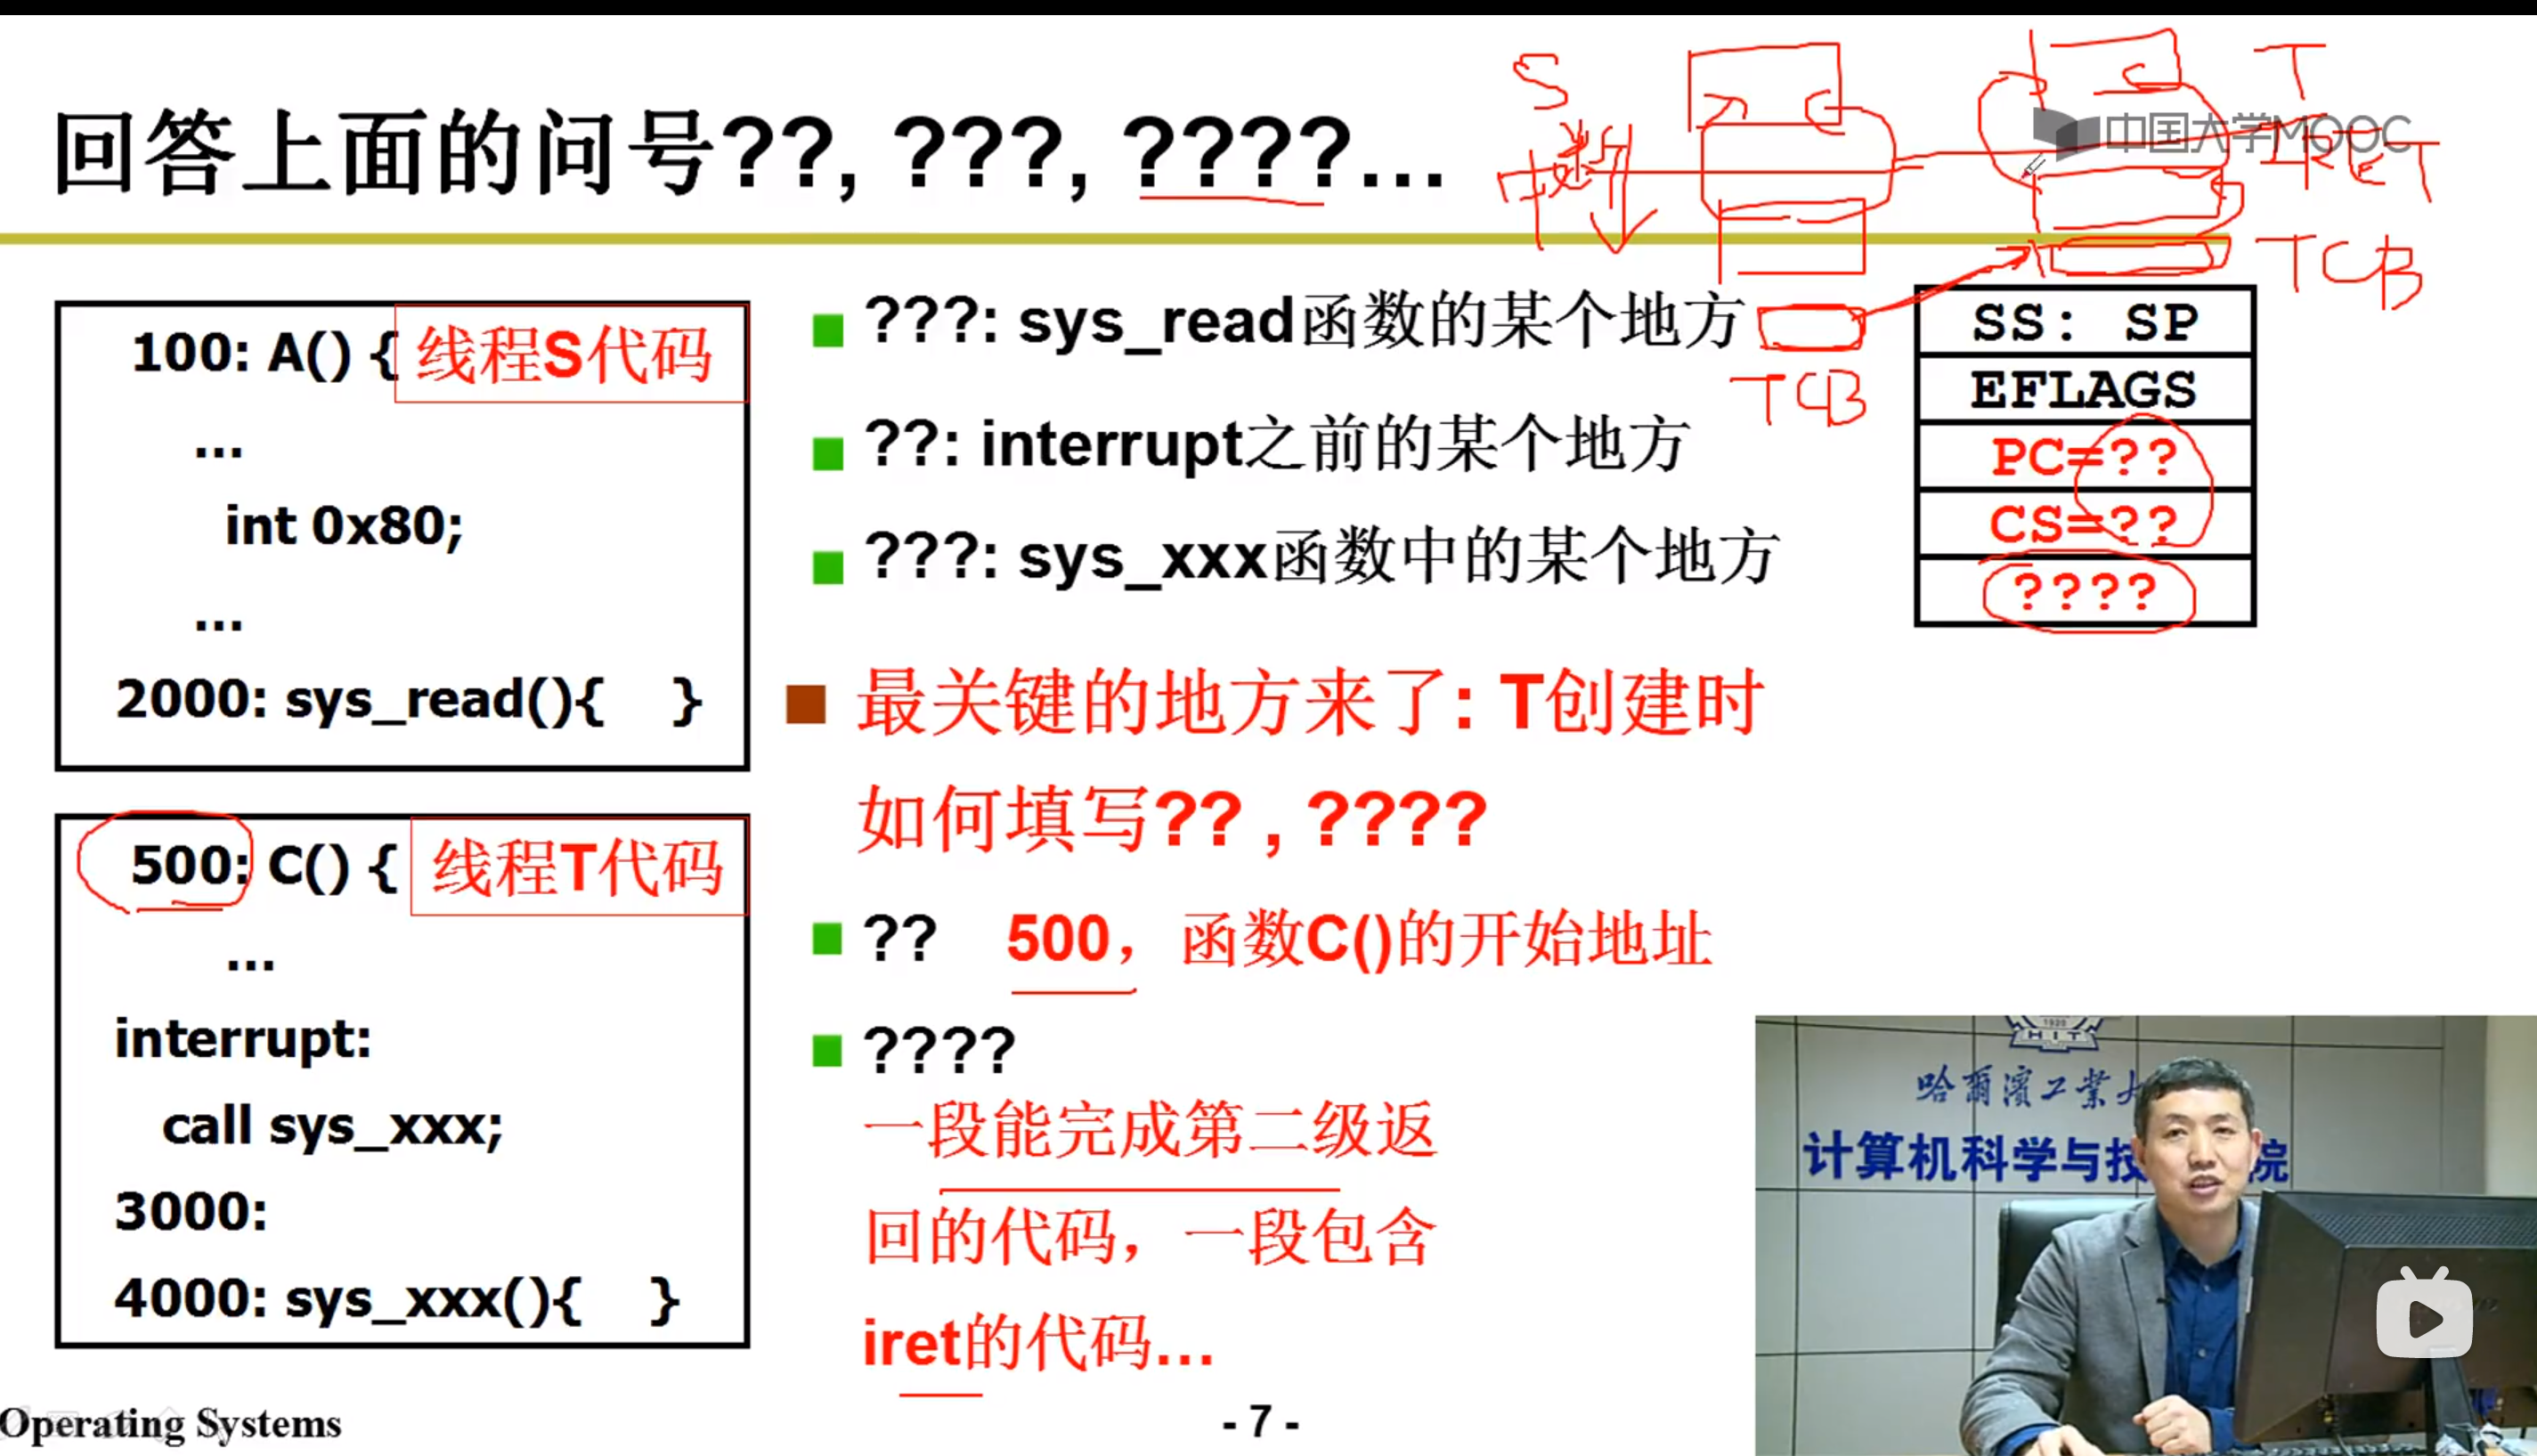 回答上面的问号??, ???, ????...
S
中断
T
IRET
TCB
TCB
中国大学MOOC
100: A() {
线程S代码
...
int 0x80;
...
2000: sys_read(){ }
500: C() {
线程T代码
...
interrupt:
call sys_xxx;
3000:
4000: sys_xxx(){ }
???: sys_read函数的某个地方
??: interrupt之前的某个地方
???: sys_xxx函数中的某个地方
最关键的地方来了: T创建时
如何填写?? , ????
?? 500, 函数C()的开始地址
????
一段能完成第二级返
回的代码, 一段包含
iret的代码...
SS: SP
EFLAGS
PC=??
CS=??
????
1920
HIT
哈爾濱工業
计算机科学与技
院
Operating Systems
- 7 -